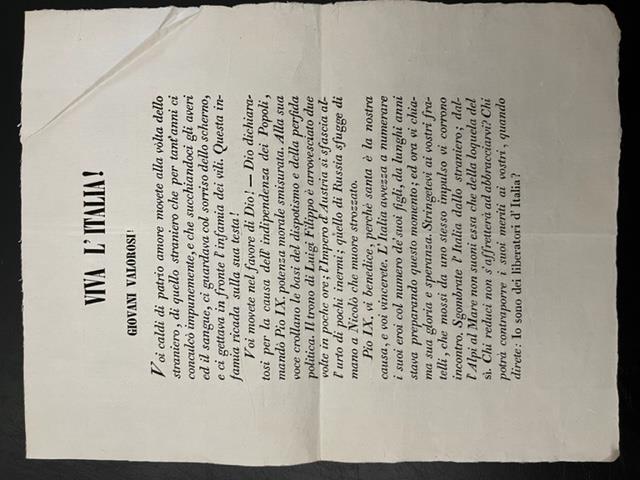 VIVA L'ITALIA!
GIOVANI VALOROSI!
Voi caldi di patrio amore movete alla vòlta dello
straniero, di quello straniero che per tant'anni ci
conculcò impunemente, e che succhiandoci gli averi
ed il sangue, ci guardava col sorriso dello scherno,
e ci gettava in fronte l'infamia dei vili. Questa in-
famia ricada sulla sua testa!
Voi movete nel favore di Dio! — Dio dichiara-
tosi per la causa dell'indipendenza dei Popoli,
mandò Pio IX, potenza morale smisurata. Alla sua
voce crollano le basi del dispotismo e della perfida
politica. Il trono di Luigi Filippo è arrovesciato due
volte in poche ore; l'Impero d'Austria si sfascia al-
l'urto di pochi inermi; quello di Russia sfugge di
mano a Nicolò che muore strozzato.
Pio IX. vi benedice, perché santa è la nostra
causa, e voi vincerete. L'Italia avvezza a numerare
i suoi eroi col numero de' suoi figli, da lunghi anni
stava preparando questo momento; ed ora vi chia-
ma sua gloria e speranza. Stringetevi ai vostri fra-
telli, che mossi da uno stesso impulso vi corrono
incontro, Sgombrate l'Italia dallo straniero; dal-
l'Alpi al Mare non suoni essa che della loquela del
sì. Chi reduci non s'affretterà ad abbracciarvi? Chi
potrà contraporre i suoi meriti ai vostri, quando
direte: Io sono dei liberatori d'Italia?